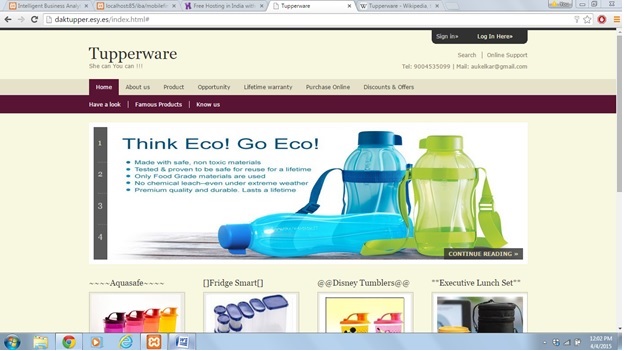 Intelligent Business Analy
localhost85/isia/mobilefi
Free Hosting in India with
Tupperware
Tupperware - Wikipedia,
daktupper.esy.es/index.html#
Sign in» Log In Here»
Tupperware
She can You can !!!
Search Online Support
Tel: 9004535099 | Mail: aukelkar@gmail.com
Home About us Product Opportunity Lifetime warranty Purchase Online Discounts & Offers
Have a look Famous Products Know us
1
2
3
4
Think Eco! Go Eco!
Made with safe, non toxic materials
Tested & proven to be safe for reuse for a lifetime
Only Food Grade materials are used
No chemical leach--even under extreme weather
Premium quality and durable. Lasts a lifetime
CONTINUE READING »
~~~~Aquasafe~~~~
[]Fridge Smart[]
@@Disney Tumblers@@
**Executive Lunch Set**
12:02 PM
4/4/2015